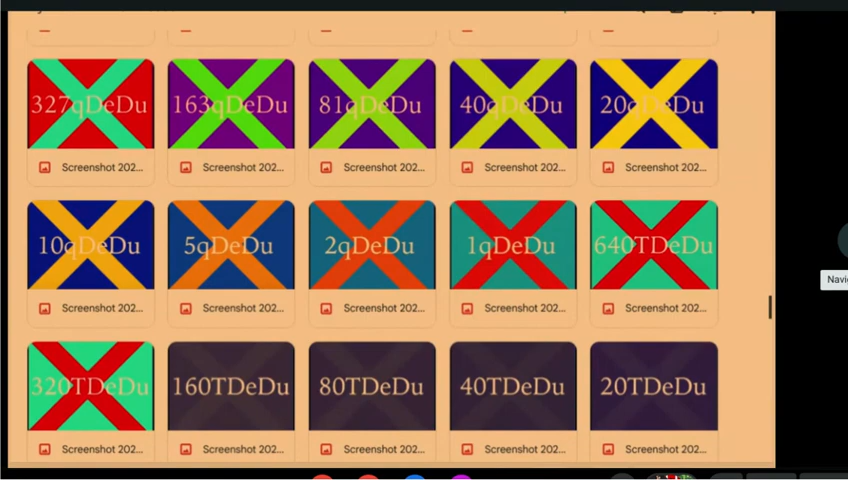 327qDeDu 163qDeDu 81qDeDu 40qDeDu 20qDeDu
Screenshot 202... Screenshot 202... Screenshot 202... Screenshot 202... Screenshot 202...
10qDeDu 5qDeDu 2qDeDu 1qDeDu 640TDeDu
Screenshot 202... Screenshot 202... Screenshot 202... Screenshot 202... Screenshot 202...
320TDeDu 160TDeDu 80TDeDu 40TDeDu 20TDeDu
Screenshot 202... Screenshot 202... Screenshot 202... Screenshot 202... Screenshot 202...
Navi